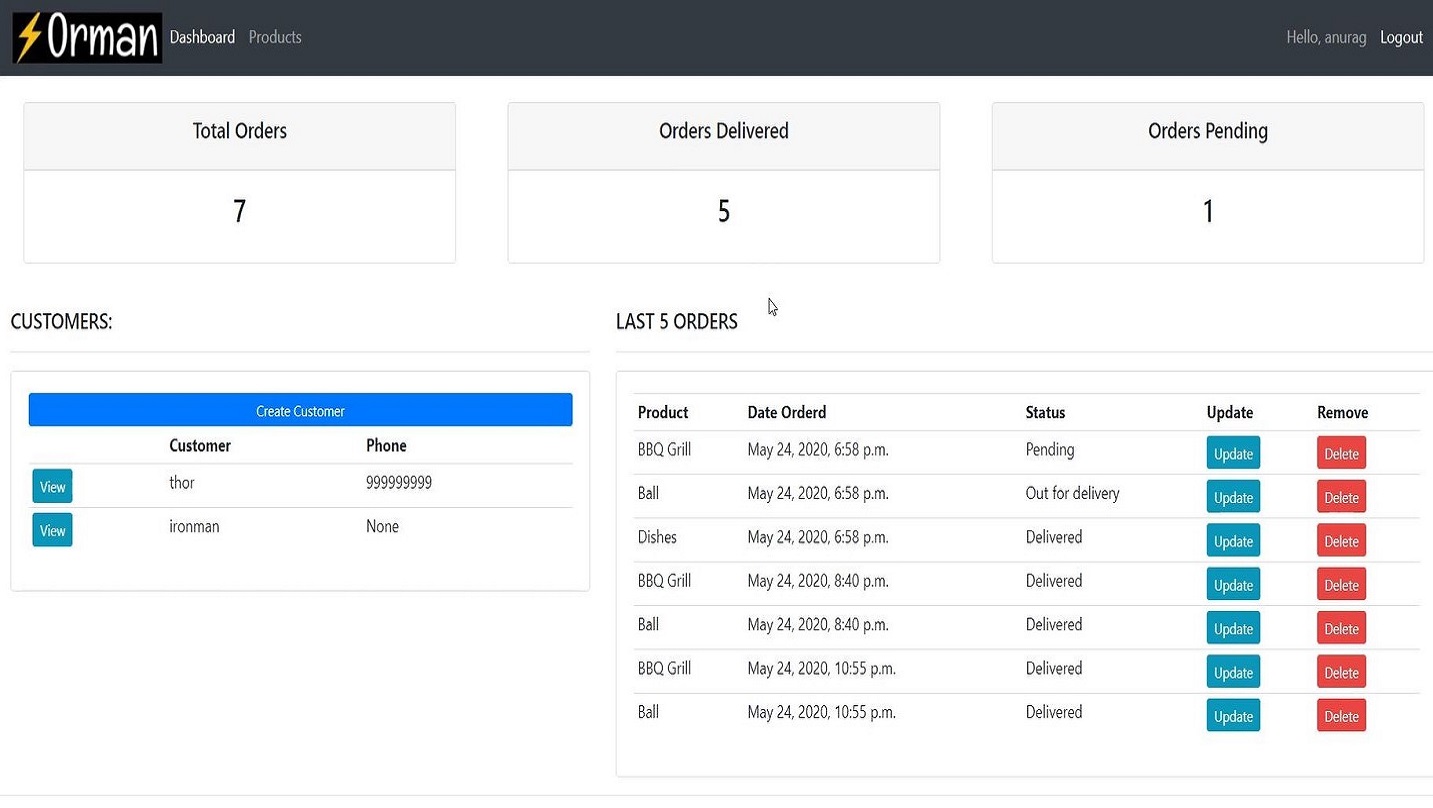 Orman Dashboard Products Hello, anurag Logout
Total Orders Orders Delivered Orders Pending
7 5 1
CUSTOMERS:
Create Customer
Customer Phone
View thor 999999999
View ironman None
LAST 5 ORDERS
Product Date Orderd Status Update Remove
BBQ Grill May 24, 2020, 6:58 p.m. Pending Update Delete
Ball May 24, 2020, 6:58 p.m. Out for delivery Update Delete
Dishes May 24, 2020, 6:58 p.m. Delivered Update Delete
BBQ Grill May 24, 2020, 8:40 p.m. Delivered Update Delete
Ball May 24, 2020, 8:40 p.m. Delivered Update Delete
BBQ Grill May 24, 2020, 10:55 p.m. Delivered Update Delete
Ball May 24, 2020, 10:55 p.m. Delivered Update Delete